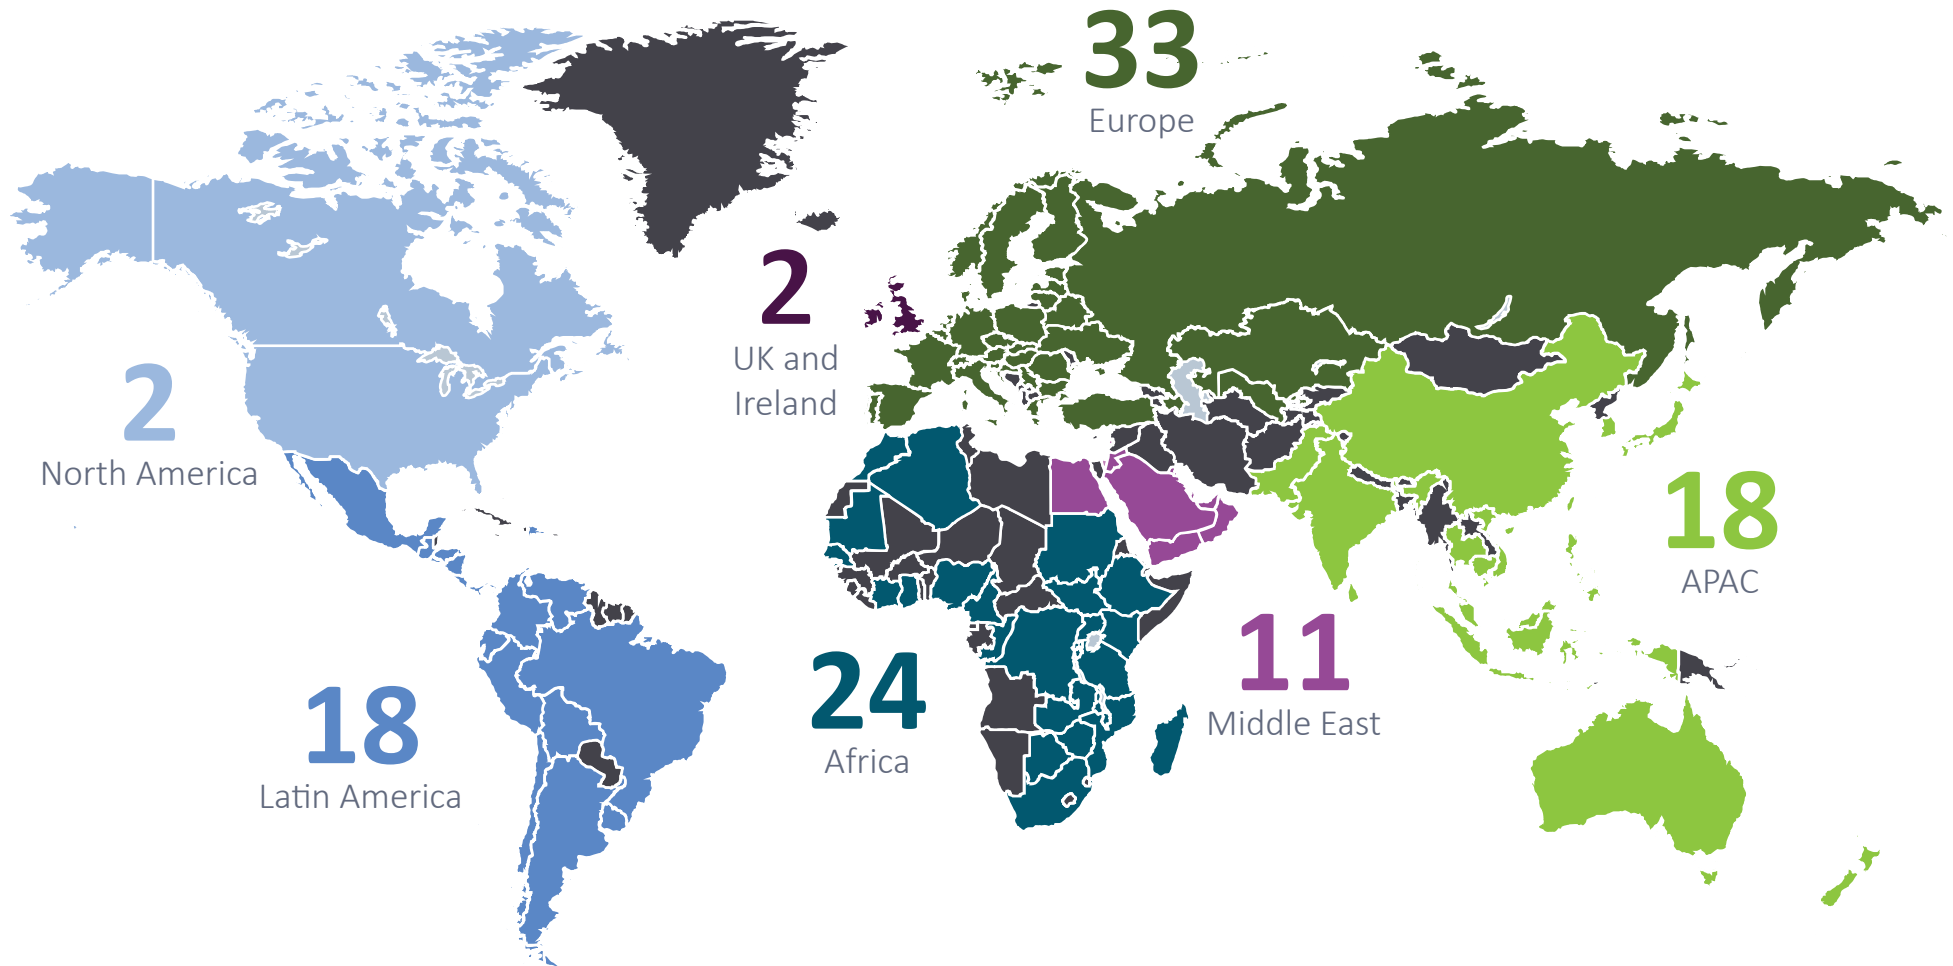 33
Europe
2
UK and
Ireland
2
North America
18
APAC
11
Middle East
24
Africa
18
Latin America